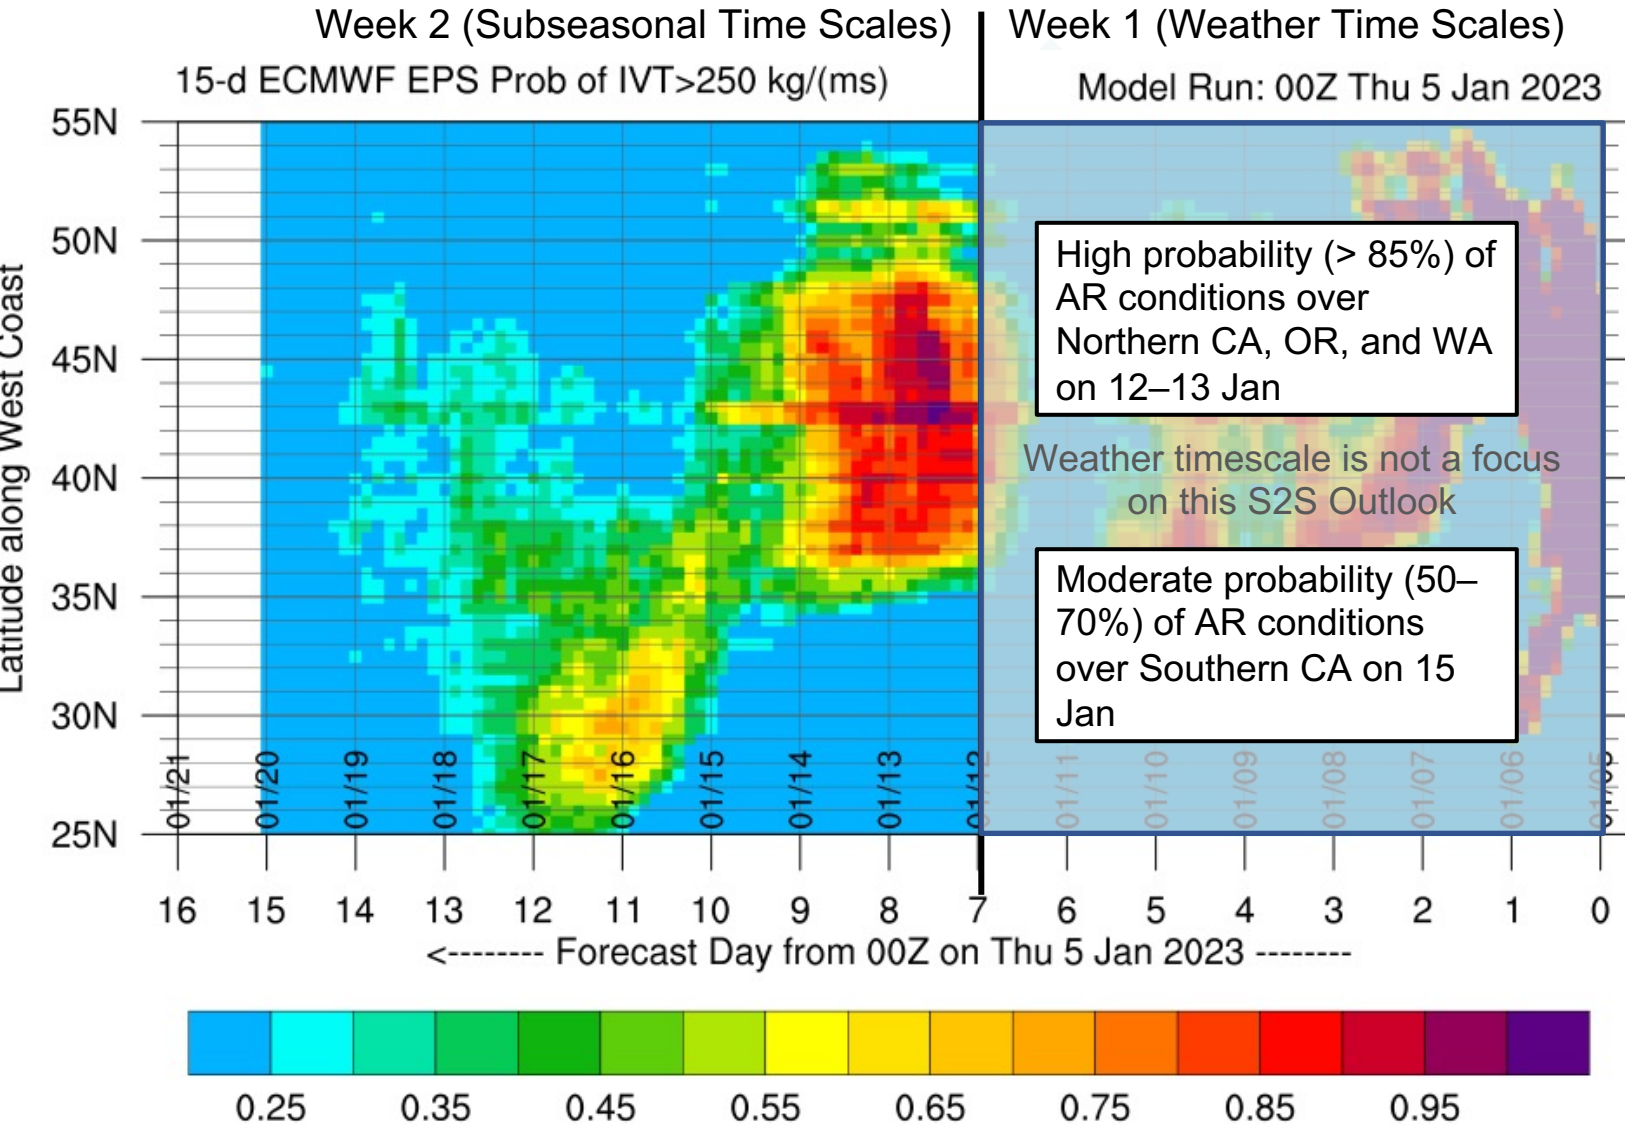 Week 2 (Subseasonal Time Scales)
Week 1 (Weather Time Scales)
15-d ECMWF EPS Prob of IVT>250 kg/(ms)
Model Run: 00Z Thu 5 Jan 2023
Latitude along West Coast
55N
50N
45N
40N
35N
30N
25N
High probability (> 85%) of
AR conditions over
Northern CA, OR, and WA
on 12–13 Jan
Weather timescale is not a focus
on this S2S Outlook
Moderate probability (50–
70%) of AR conditions
over Southern CA on 15
Jan
01/21
01/20
01/19
01/18
01/17
01/16
01/15
01/14
01/13
01/12
01/11
01/10
01/09
01/08
01/07
01/06
01/05
16 15 14 13 12 11 10 9 8 7 6 5 4 3 2 1 0
<-------- Forecast Day from 00Z on Thu 5 Jan 2023 --------
0.25 0.35 0.45 0.55 0.65 0.75 0.85 0.95